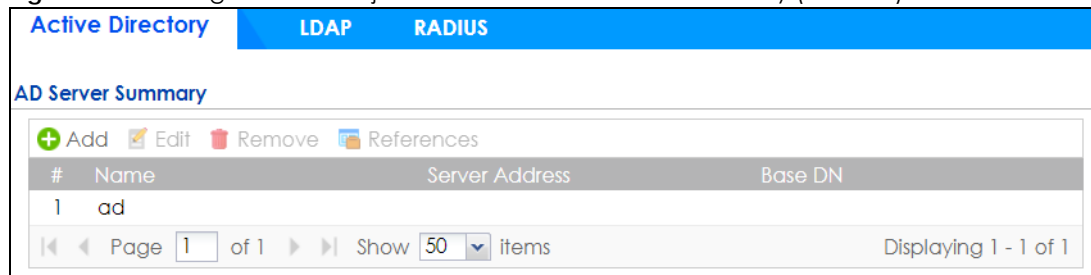 Active Directory LDAP RADIUS
AD Server Summary
Add Edit Remove References
# Name Server Address Base DN
1 ad
Page 1 of 1 Show 50 items Displaying 1 - 1 of 1